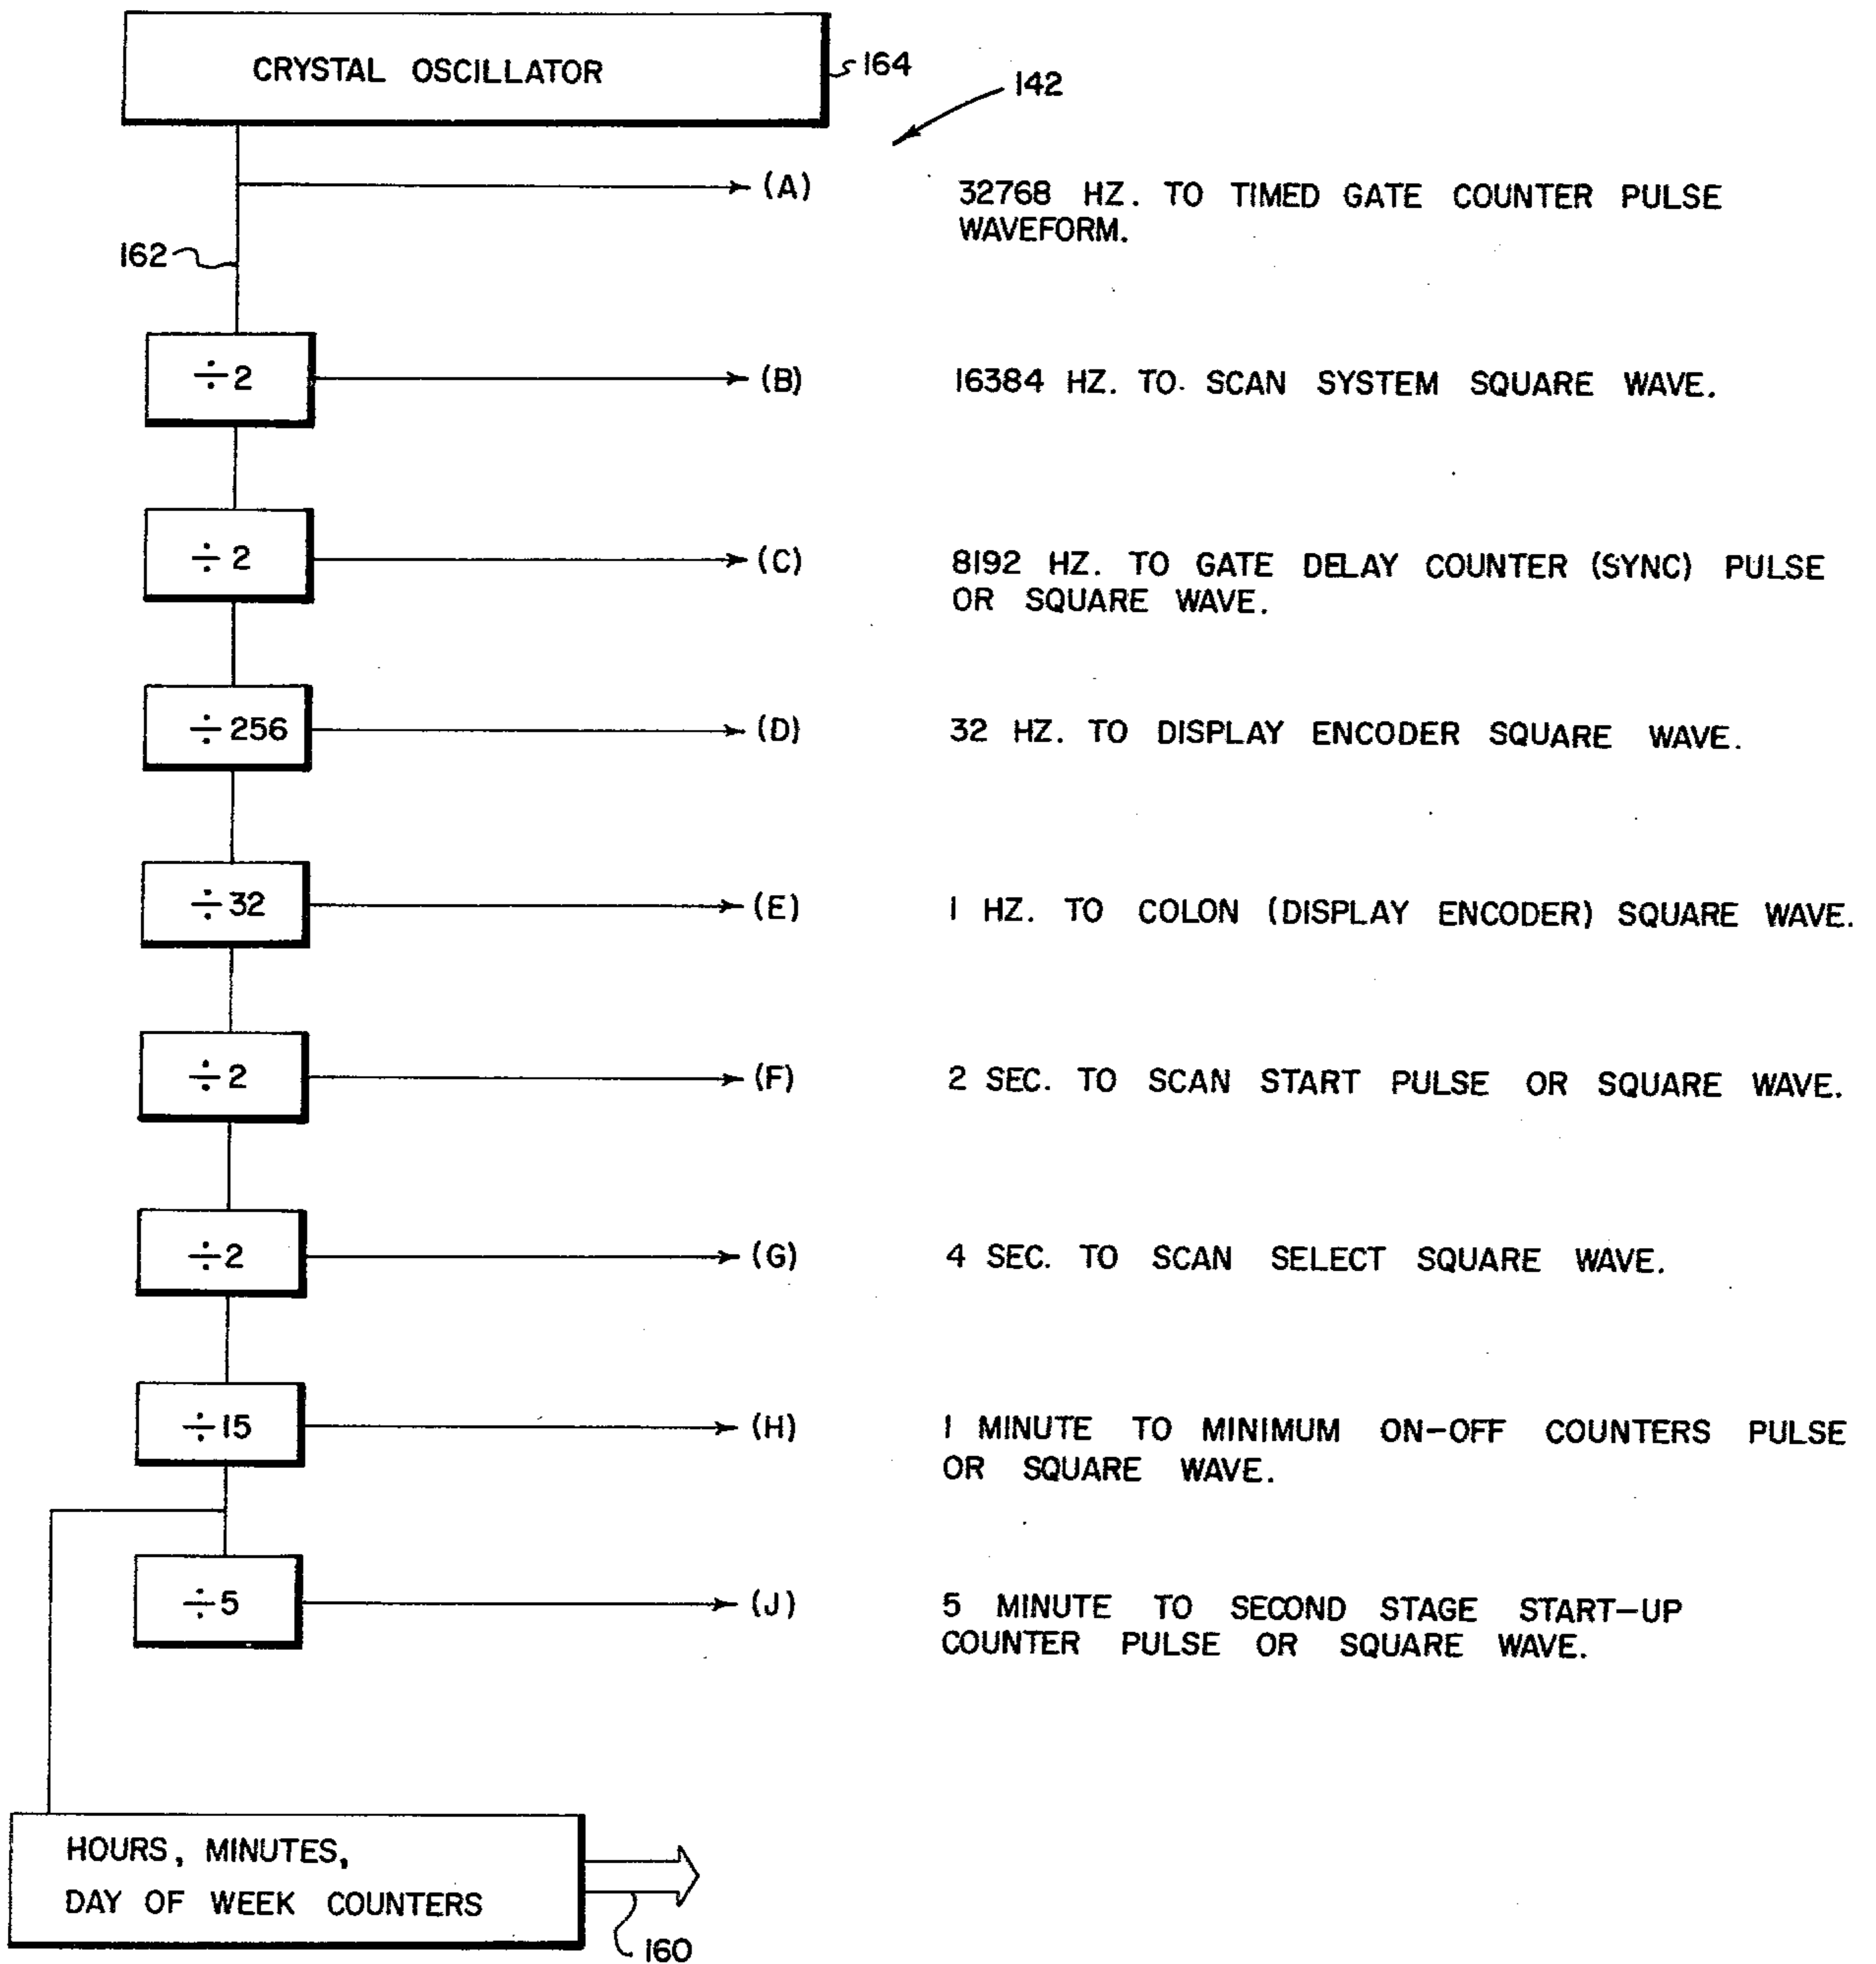 CRYSTAL OSCILLATOR
164
142
(A)
32768 HZ. TO TIMED GATE COUNTER PULSE
WAVEFORM.
162
÷2
(B)
16384 HZ. TO SCAN SYSTEM SQUARE WAVE.
÷2
(C)
8192 HZ. TO GATE DELAY COUNTER (SYNC) PULSE
OR SQUARE WAVE.
÷256
(D)
32 HZ. TO DISPLAY ENCODER SQUARE WAVE.
÷32
(E)
1 HZ. TO COLON (DISPLAY ENCODER) SQUARE WAVE.
÷2
(F)
2 SEC. TO SCAN START PULSE OR SQUARE WAVE.
÷2
(G)
4 SEC. TO SCAN SELECT SQUARE WAVE.
÷15
(H)
1 MINUTE TO MINIMUM ON-OFF COUNTERS PULSE
OR SQUARE WAVE.
÷5
(J)
5 MINUTE TO SECOND STAGE START-UP
COUNTER PULSE OR SQUARE WAVE.
HOURS, MINUTES,
DAY OF WEEK COUNTERS
160